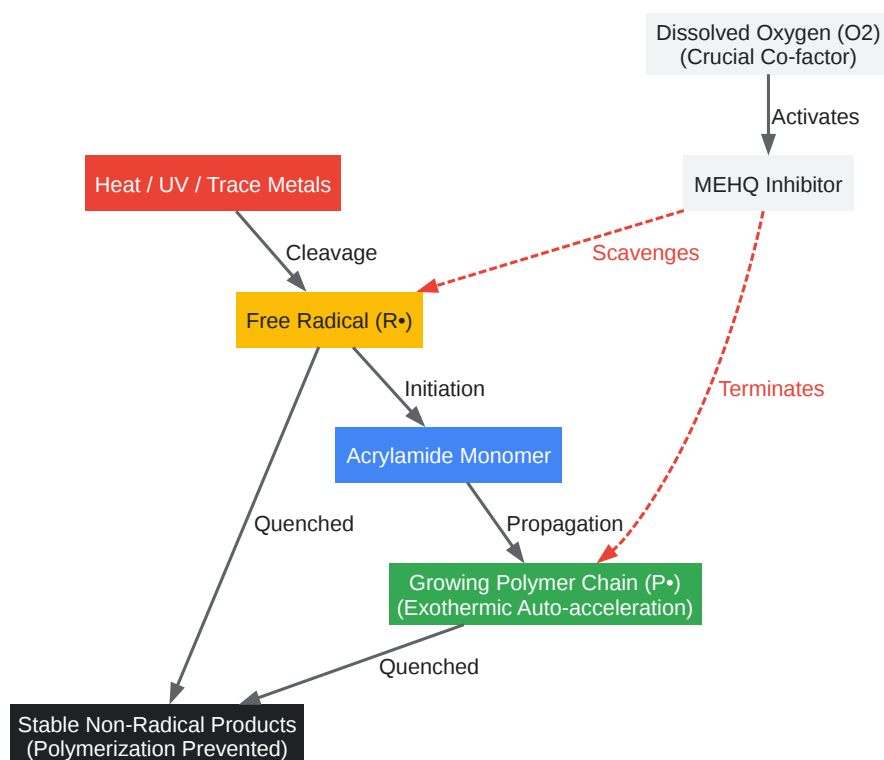 Dissolved Oxygen (O2)
(Crucial Co-factor)
Activates
Heat / UV / Trace Metals
MEHQ Inhibitor
Cleavage
Scavenges
Free Radical (R•)
Initiation
Terminates
Acrylamide Monomer
Quenched
Propagation
Growing Polymer Chain (P•)
(Exothermic Auto-acceleration)
Quenched
Stable Non-Radical Products
(Polymerization Prevented)